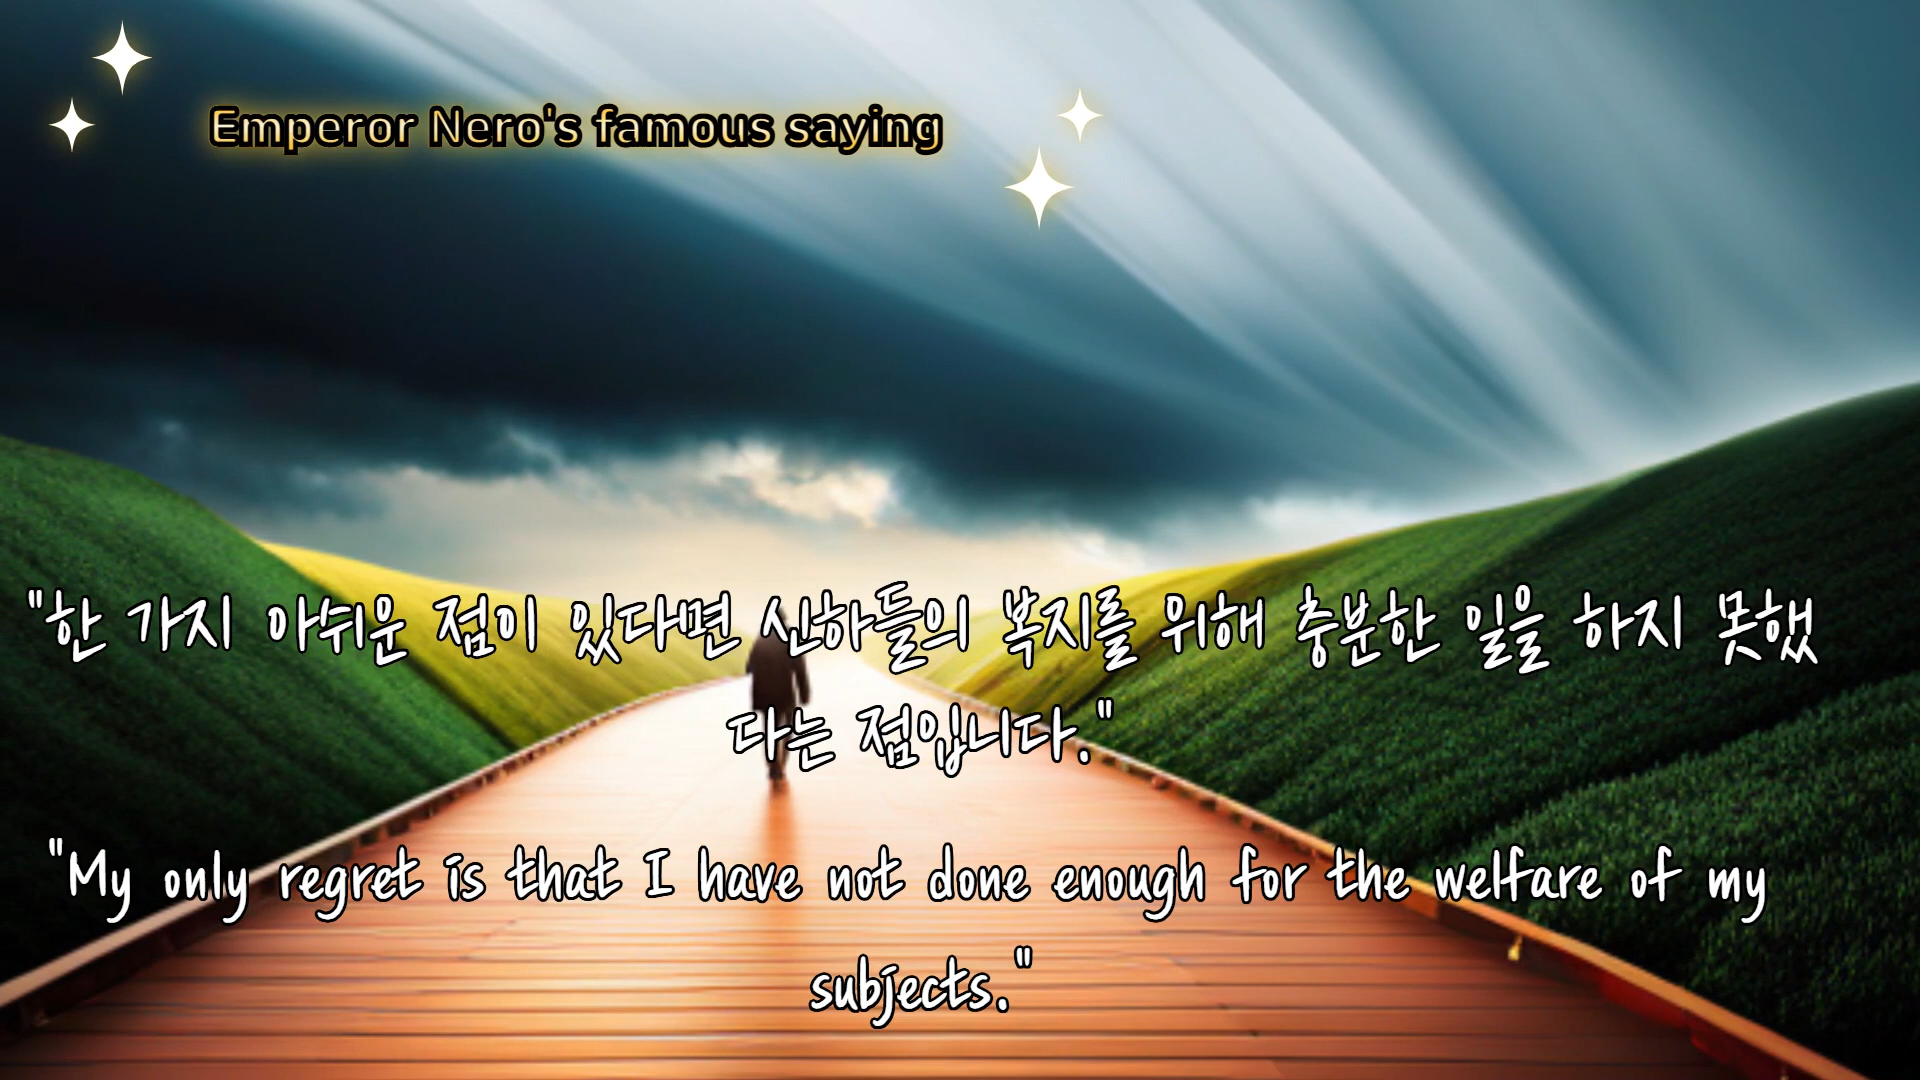 Emperor Nero's famous saying
"한 가지 아쉬운 점이 있다면 신하들의 복지를 위해 충분한 일을 하지 못했
다는 점입니다."
"My only regret is that I have not done enough for the welfare of my
subjects."